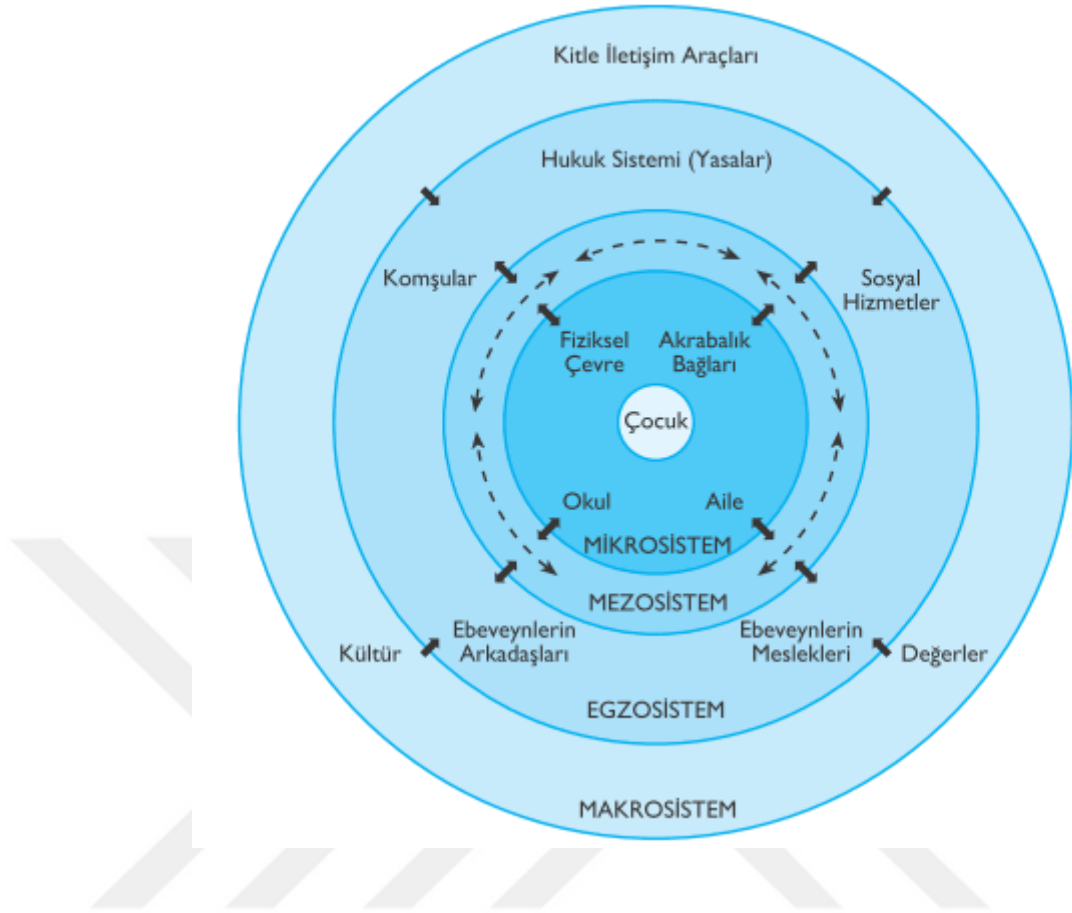 Kitle İletişim Araçları
Hukuk Sistemi (Yasalar)
Komşular
Sosyal
Hizmetler
Fiziksel
Çevre
Akrabalık
Bağları
Çocuk
Okul
Aile
MİKROSİSTEM
MEZOSİSTEM
Kültür
Ebeveynlerin
Arkadaşları
Ebeveynlerin
Meslekleri
Değerler
EGZOSİSTEM
MAKROSİSTEM